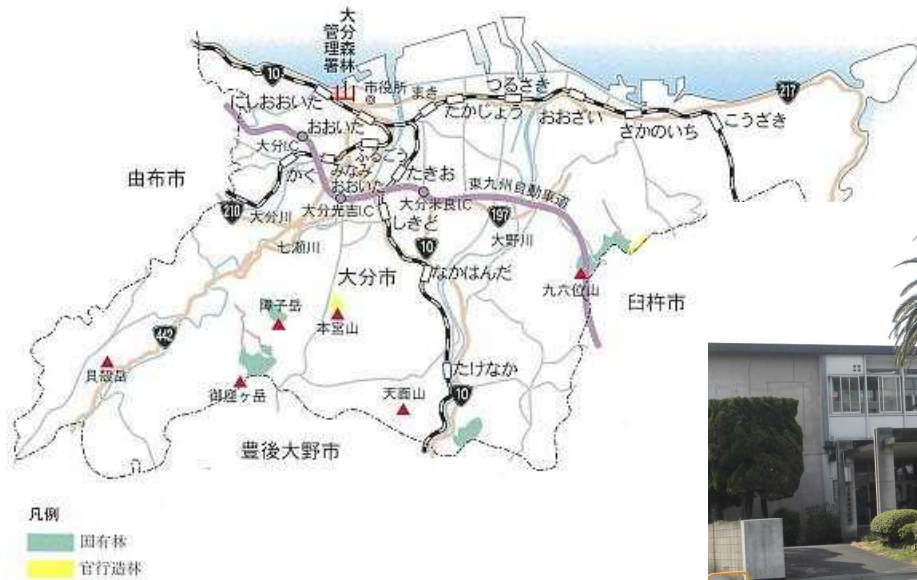 大分森林
管理署
10
市役所
まき
つるさき
217
にしおおいた
たかじょう
おおざい
さかのいち
こうざき
おおいた
大分I.C
ふるごう
かく
みなみ
おおいた
たきお
東九州自動車道
由布市
大分光吉I.C
大分米良I.C
210
大分川
しきど
197
七瀬川
10
大野川
大分市
なかはんだ
九六位山
臼杵市
障子岳
本宮山
442
貝殻岳
たけなか
御座ヶ岳
天面山
10
豊後大野市
凡例
国有林
官行造林